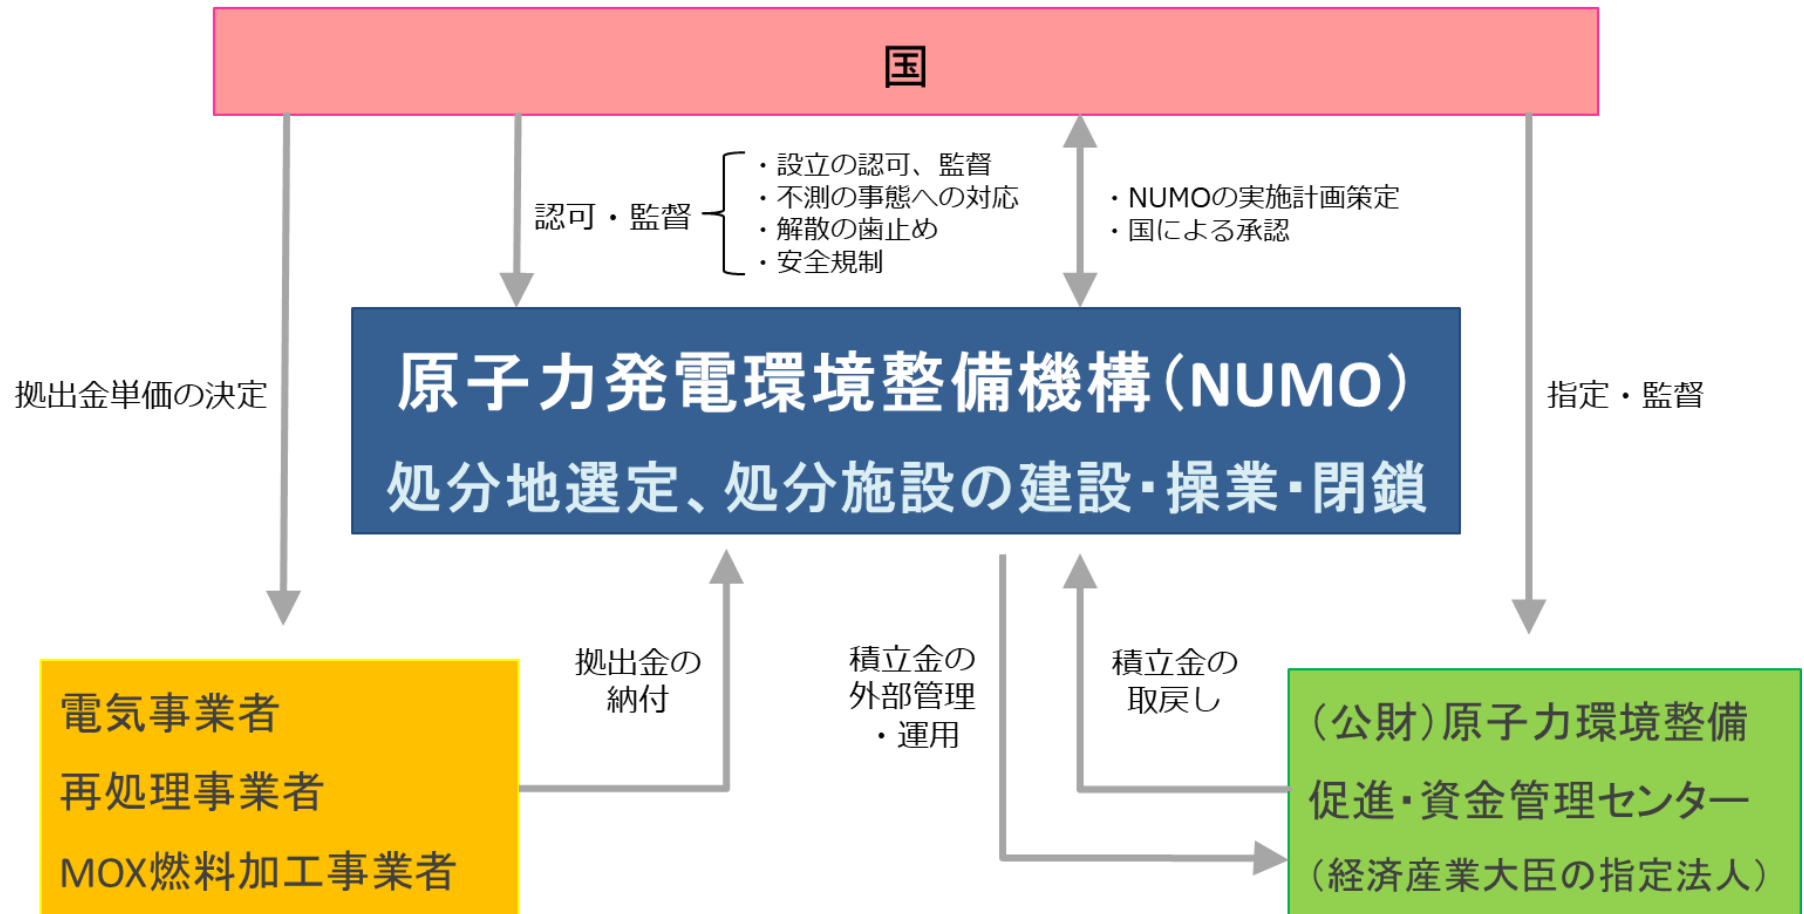 国
認可・監督
・設立の認可、監督
・不測の事態への対応
・解散の歯止め
・安全規制
・NUMOの実施計画策定
・国による承認
拠出金単価の決定
原子力発電環境整備機構（NUMO）
処分地選定、処分施設の建設・操業・閉鎖
指定・監督
拠出金の
納付
積立金の
外部管理
・運用
積立金の
取戻し
電気事業者
再処理事業者
MOX燃料加工事業者
（公財）原子力環境整備
促進・資金管理センター
（経済産業大臣の指定法人）